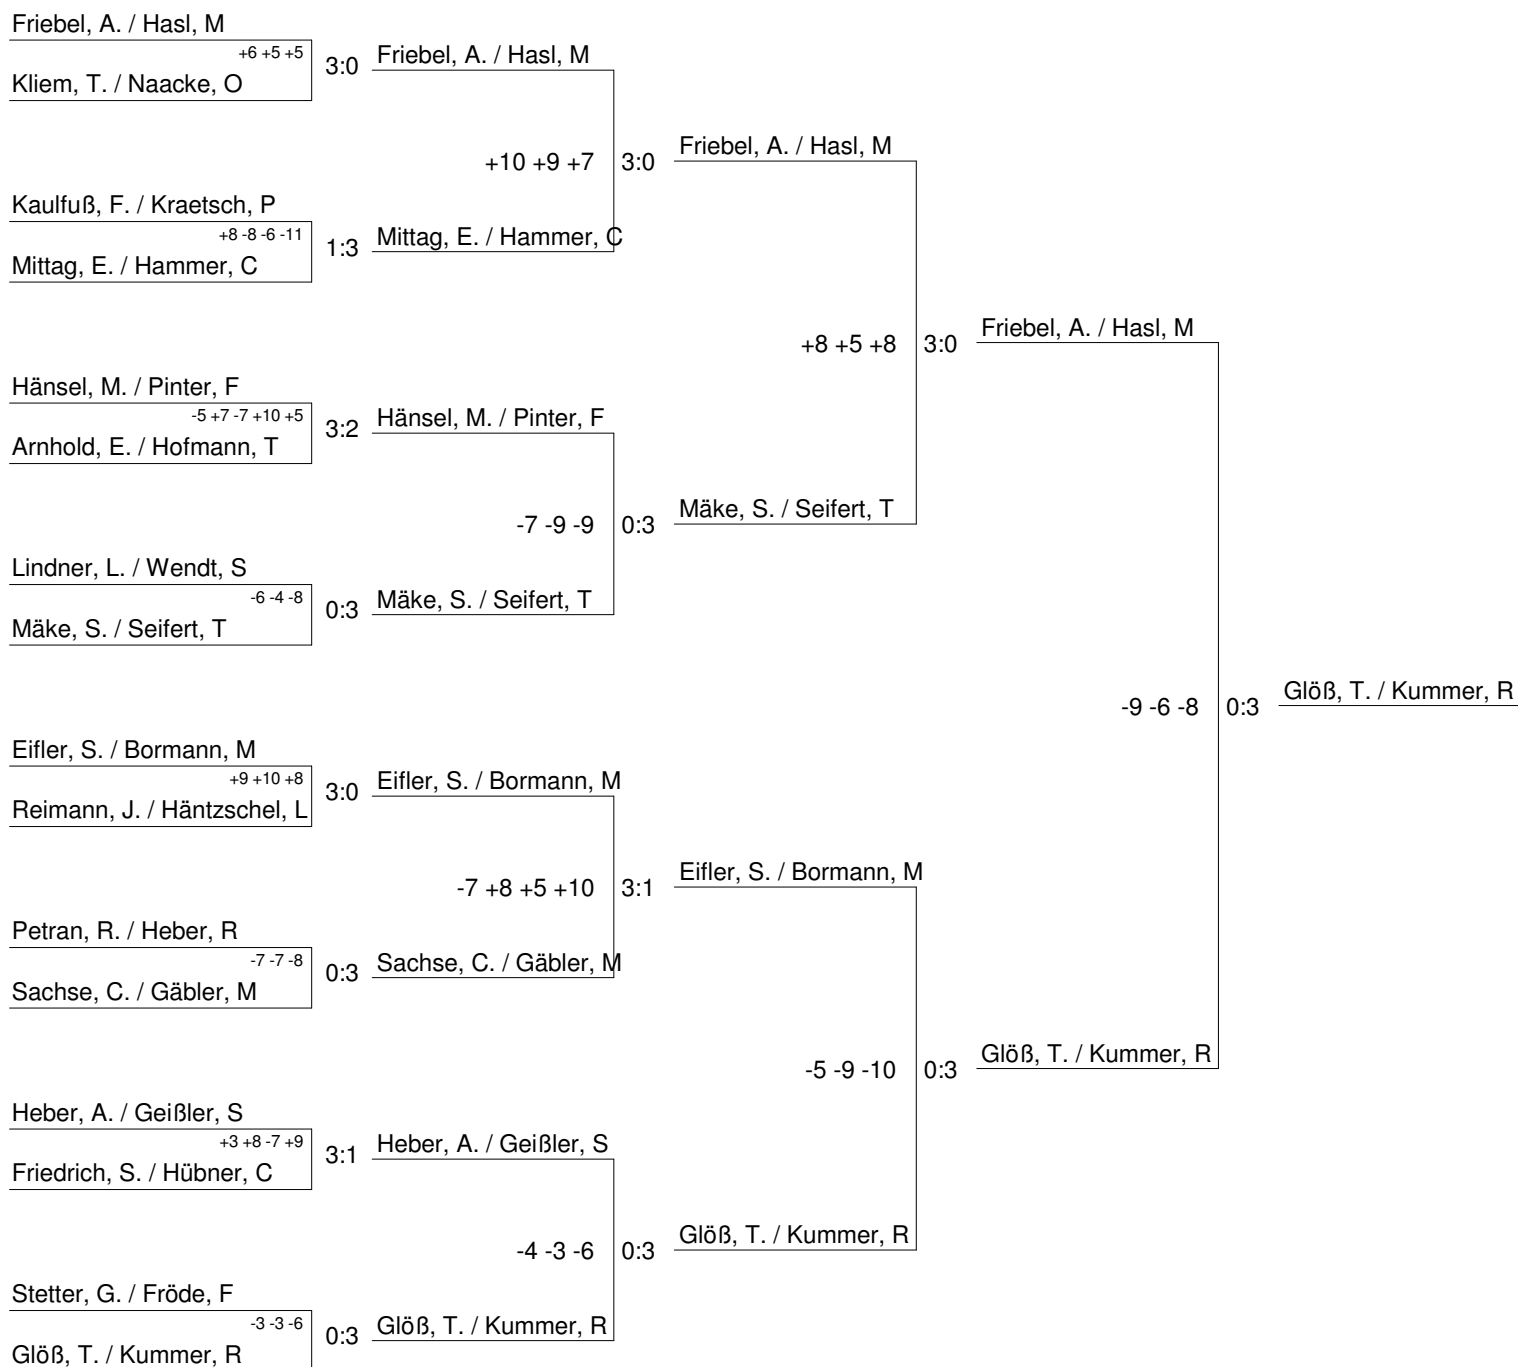 Friebel, A. / Hasl, M
+6 +5 +5
Kliem, T. / Naacke, O
3:0
Friebel, A. / Hasl, M
+10 +9 +7
3:0
Friebel, A. / Hasl, M
Kaulfuß, F. / Kraetsch, P
+8 -8 -6 -11
Mittag, E. / Hammer, C
1:3
Mittag, E. / Hammer, C
+8 +5 +8
3:0
Friebel, A. / Hasl, M
Hänsel, M. / Pinter, F
-5 +7 -7 +10 +5
Arnhold, E. / Hofmann, T
3:2
Hänsel, M. / Pinter, F
-7 -9 -9
0:3
Mäke, S. / Seifert, T
Lindner, L. / Wendt, S
-6 -4 -8
Mäke, S. / Seifert, T
0:3
Mäke, S. / Seifert, T
-9 -6 -8
0:3
Glöß, T. / Kummer, R
Eifler, S. / Bormann, M
+9 +10 +8
Reimann, J. / Häntzschel, L
3:0
Eifler, S. / Bormann, M
-7 +8 +5 +10
3:1
Eifler, S. / Bormann, M
Petran, R. / Heber, R
-7 -7 -8
Sachse, C. / Gäbler, M
0:3
Sachse, C. / Gäbler, M
-5 -9 -10
0:3
Glöß, T. / Kummer, R
Heber, A. / Geißler, S
+3 +8 -7 +9
Friedrich, S. / Hübner, C
3:1
Heber, A. / Geißler, S
-4 -3 -6
0:3
Glöß, T. / Kummer, R
Stetter, G. / Fröde, F
-3 -3 -6
Glöß, T. / Kummer, R
0:3
Glöß, T. / Kummer, R